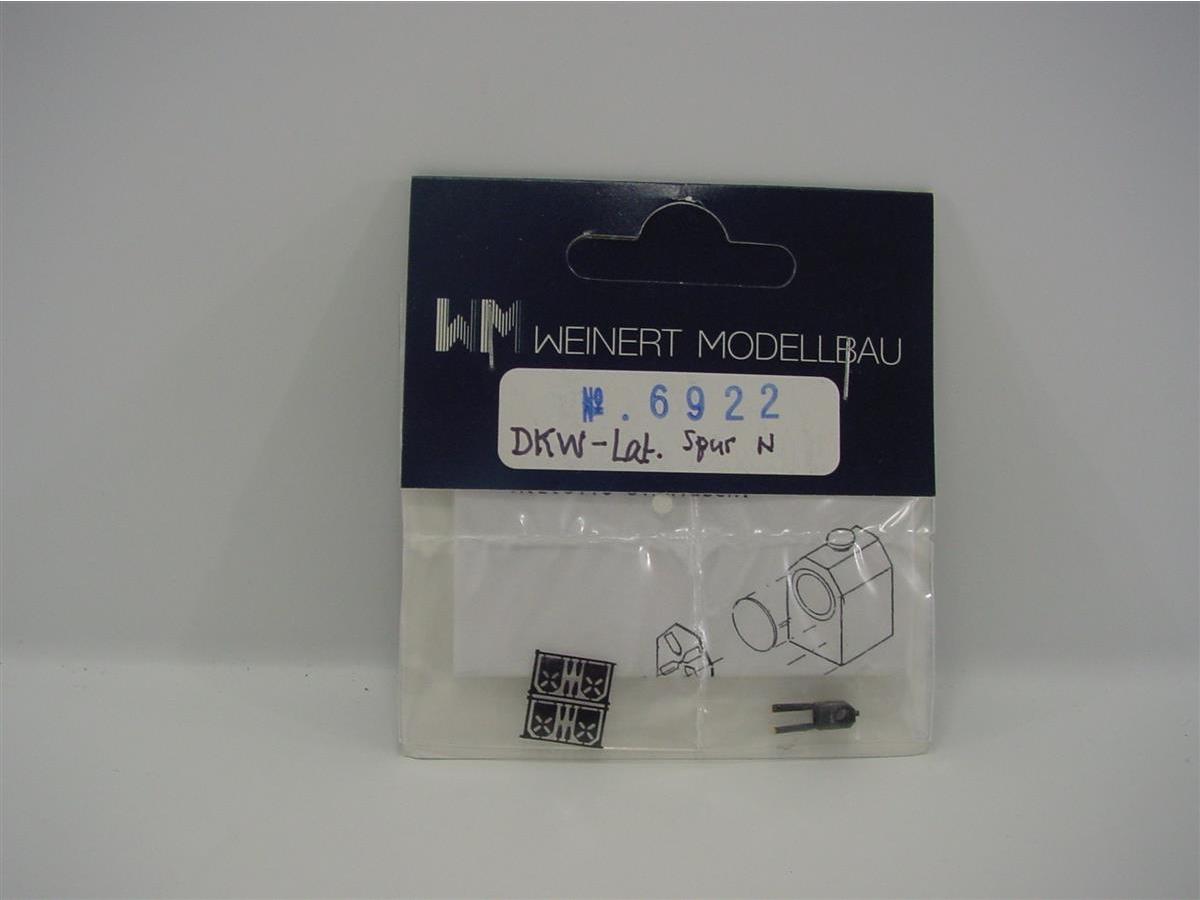 WM WEINERT MODELLBAU
№. 6922
DKW-Lat. Spur N